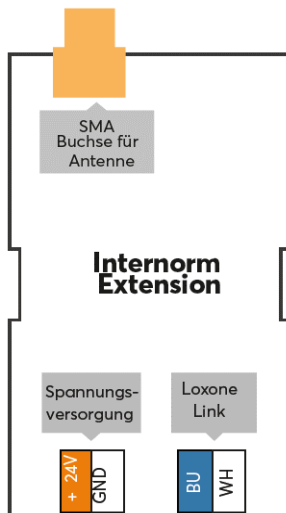 SMA
Buchse für
Antenne
Internorm
Extension
Spannungs-
versorgung
Loxone
Link
+ 24V
GND
BU
WH